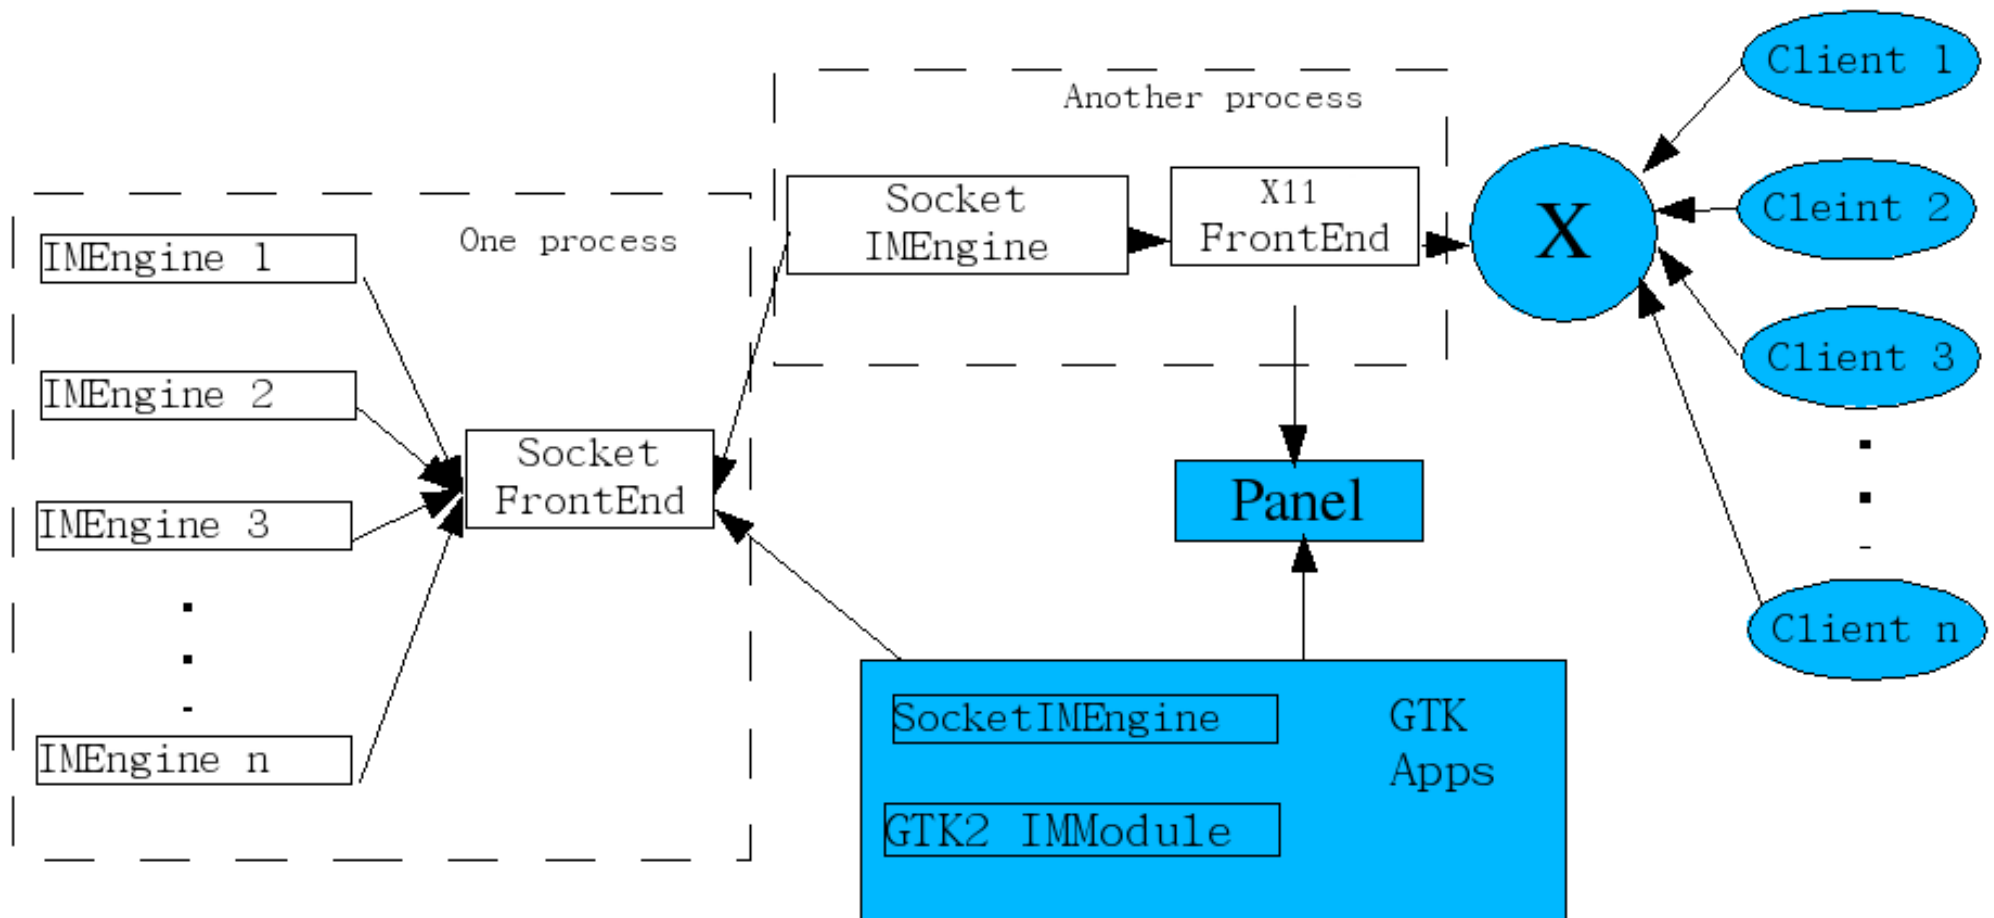 Another process
Client 1
Socket
IMEngine
X11
FrontEnd
X
Cleint 2
One process
IMEngine 1
Client 3
IMEngine 2
Socket
FrontEnd
Panel
IMEngine 3
Client n
IMEngine n
SocketIMEngine
GTK
Apps
GTK2 IMModule